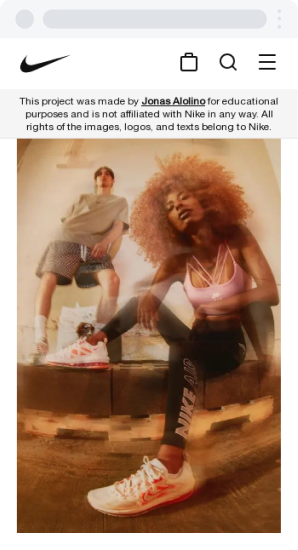 This project was made by Jonas Alolino for educational
purposes and is not affiliated with Nike in any way. All
rights of the images, logos, and texts belong to Nike.
NIKE AIR